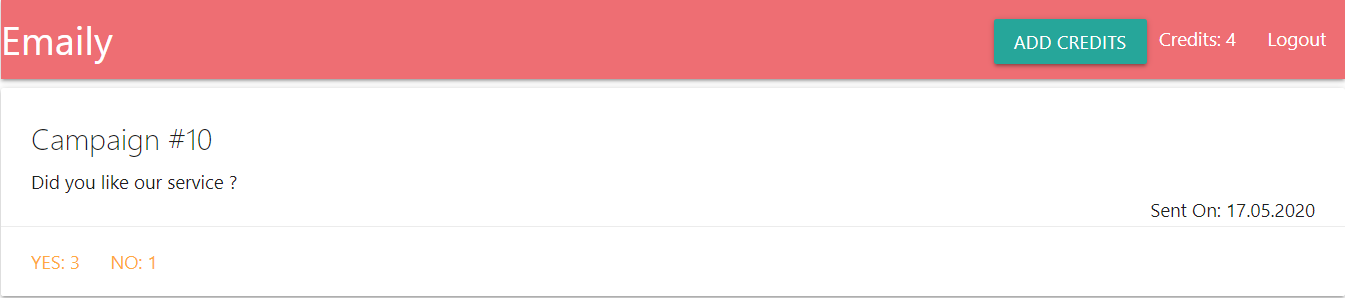 Emaily
ADD CREDITS Credits: 4 Logout
Campaign #10
Did you like our service ?
Sent On: 17.05.2020
YES: 3 NO: 1